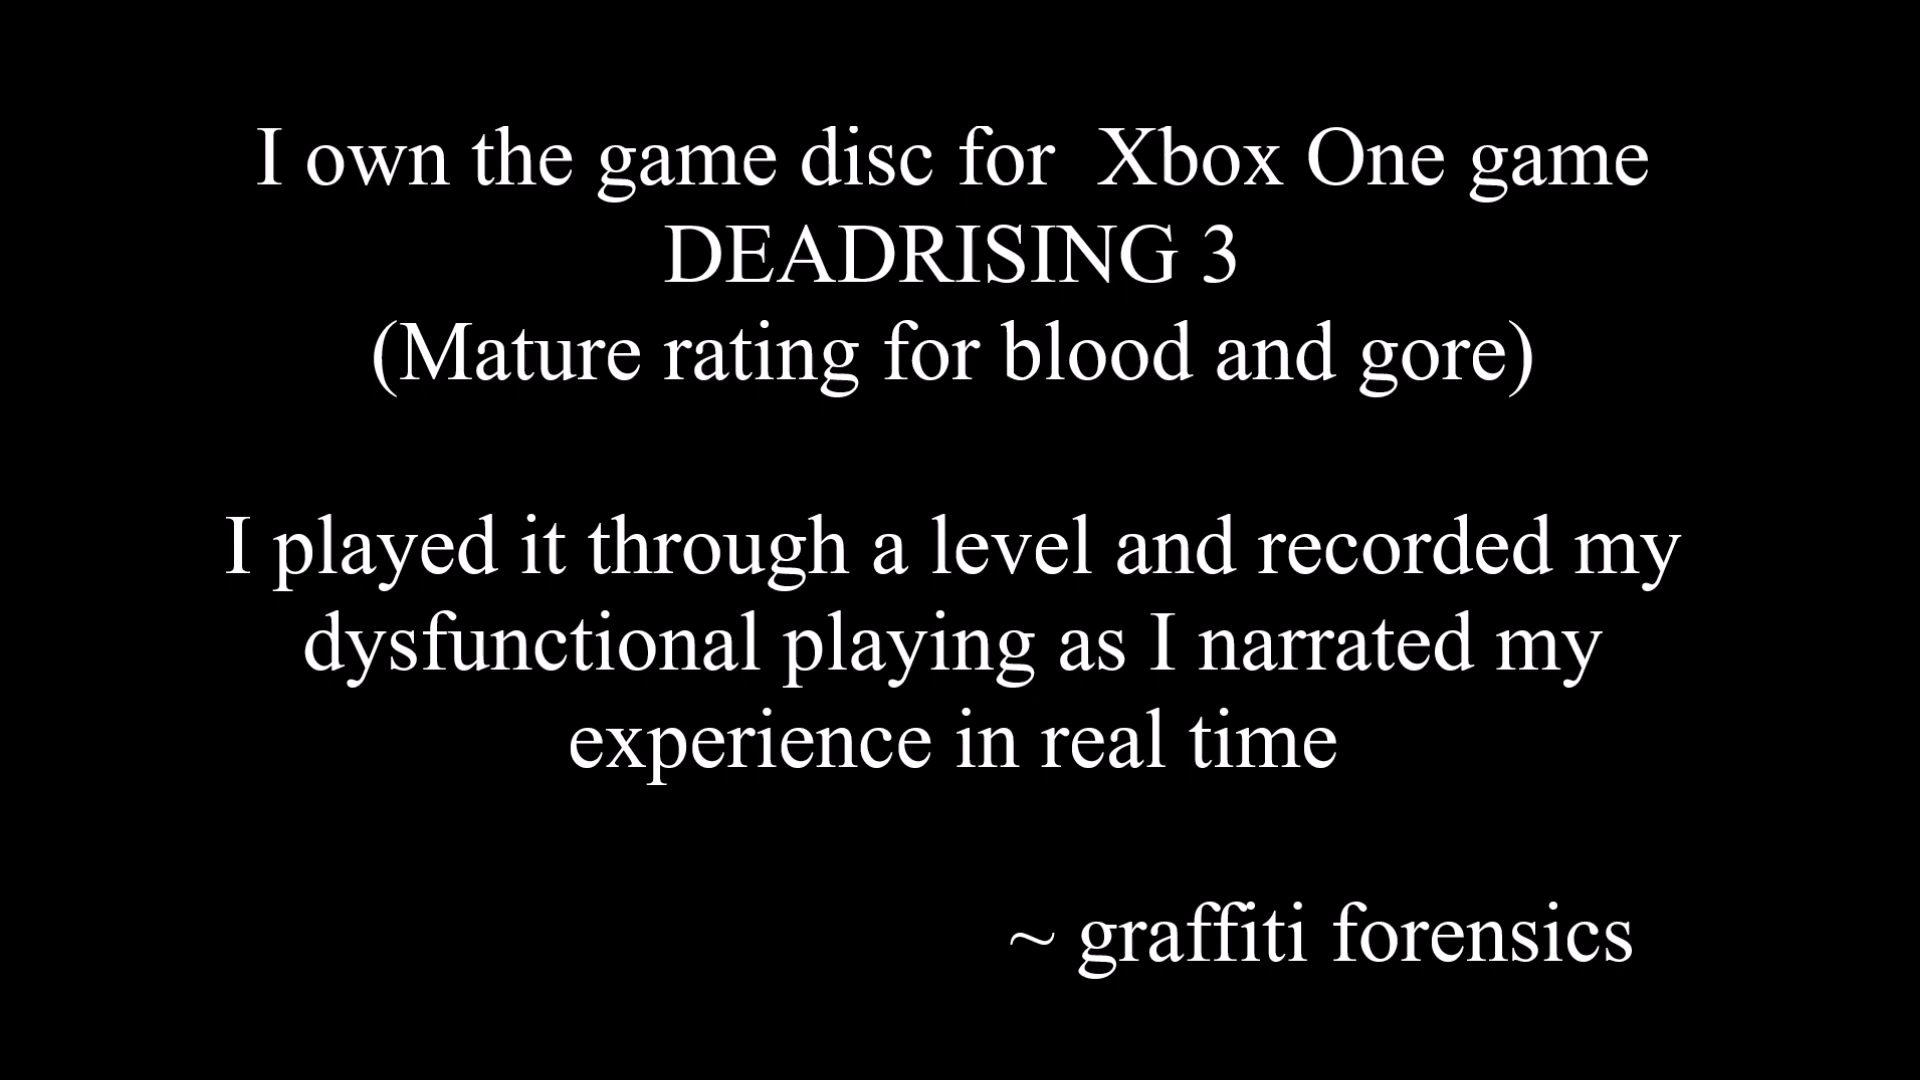 I own the game disc for  Xbox One game
DEADRISING 3
(Mature rating for blood and gore)
I played it through a level and recorded my
dysfunctional playing as I narrated my
experience in real time
~ graffiti forensics